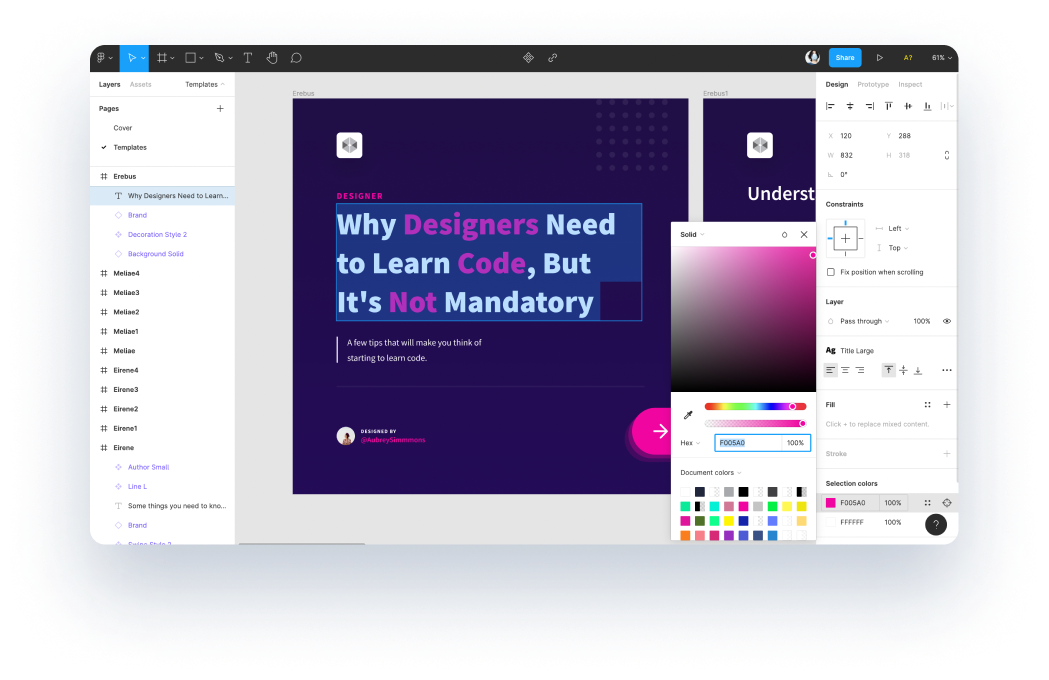 Share
A?
61%
Layers
Assets
Templates
Pages
Cover
Templates
Erebus
Why Designers Need to Learn...
Brand
Decoration Style 2
Background Solid
Meliae4
Meliae3
Meliae2
Meliae1
Meliae
Eirene4
Eirene3
Eirene2
Eirene1
Eirene
Author Small
Line L
Some things you need to kno...
Brand
Swipe Style 2
Erebus
DESIGNER
Why Designers Need
to Learn Code, But
It's Not Mandatory
A few tips that will make you think of
starting to learn code.
DESIGNED BY
@AubreySimmmons
Erebus1
Underst
Solid
Hex
F005A0
100%
Document colors
Design
Prototype
Inspect
X 120
Y 288
W 832
H 318
0°
Constraints
Left
Top
Fix position when scrolling
Layer
Pass through
100%
Ag Title Large
Fill
Click + to replace mixed content.
Stroke
Selection colors
F005A0 100%
FFFFFF 100%
?